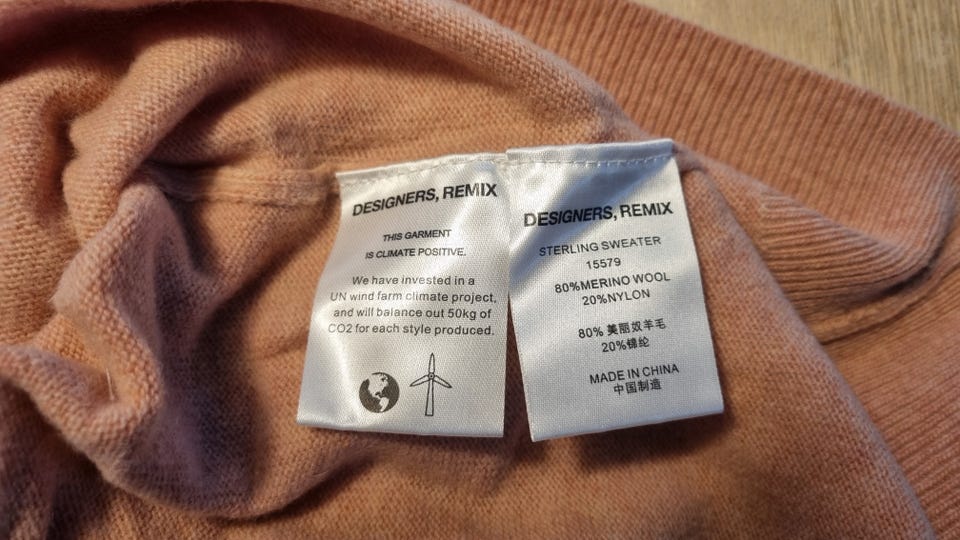 DESIGNERS, REMIX
THIS GARMENT
IS CLIMATE POSITIVE.
We have invested in a
UN wind farm climate project,
and will balance out 50kg of
CO2 for each style produced.
DESIGNERS, REMIX
STERLING SWEATER
15579
80%MERINO WOOL
20%NYLON
80% 美丽奴羊毛
20%锦纶
MADE IN CHINA
中国制造